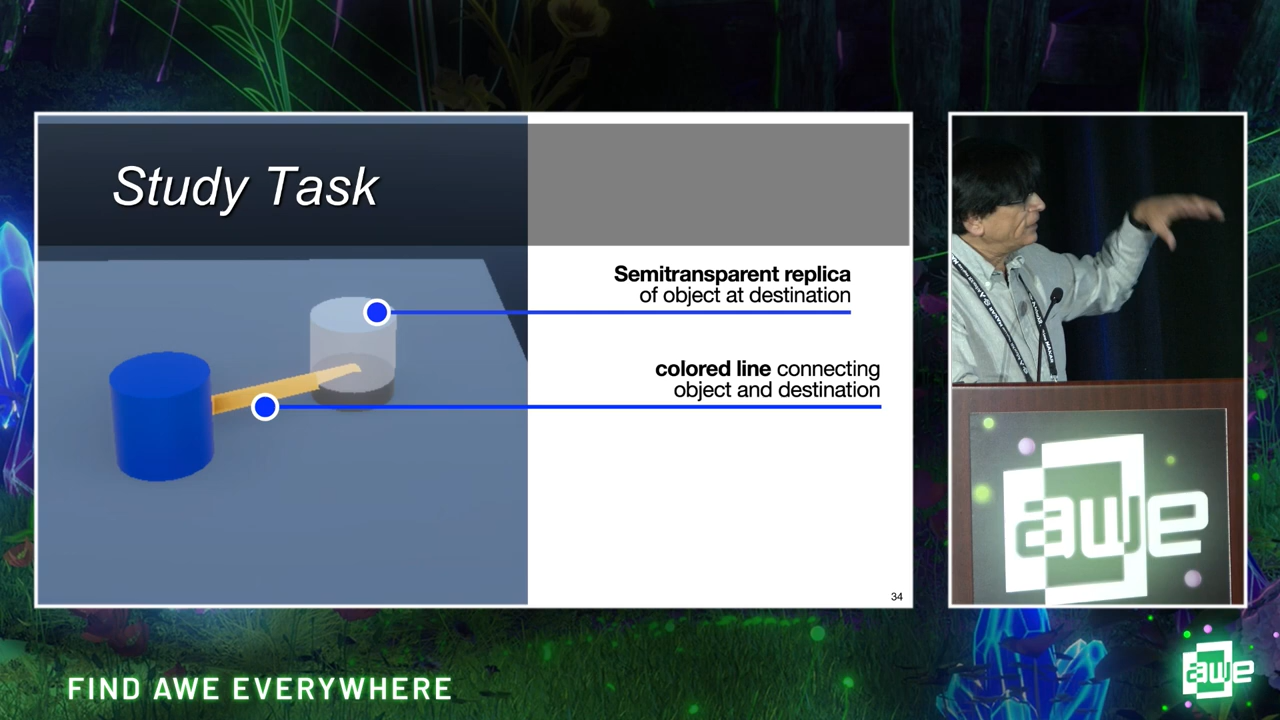 Study Task
Semitransparent replica
of object at destination
colored line connecting
object and destination
34
awe
FIND AWE EVERYWHERE
awe